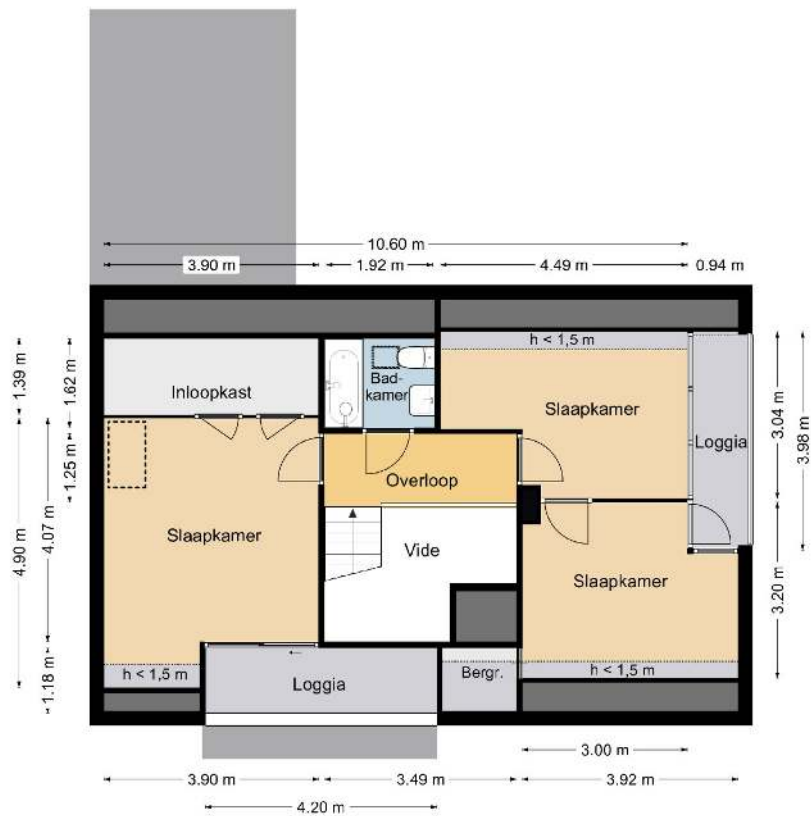 10.60 m
3.90 m
1.92 m
4.49 m
0.94 m
h < 1,5 m
1.39 m
1.62 m
Inloopkast
Bad-
kamer
Slaapkamer
Loggia
3.04 m
3.98 m
1.25 m
Overloop
4.90 m
4.07 m
Slaapkamer
Vide
Slaapkamer
3.20 m
1.18 m
h < 1,5 m
Loggia
Bergr.
h < 1,5 m
3.00 m
3.90 m
3.49 m
3.92 m
4.20 m